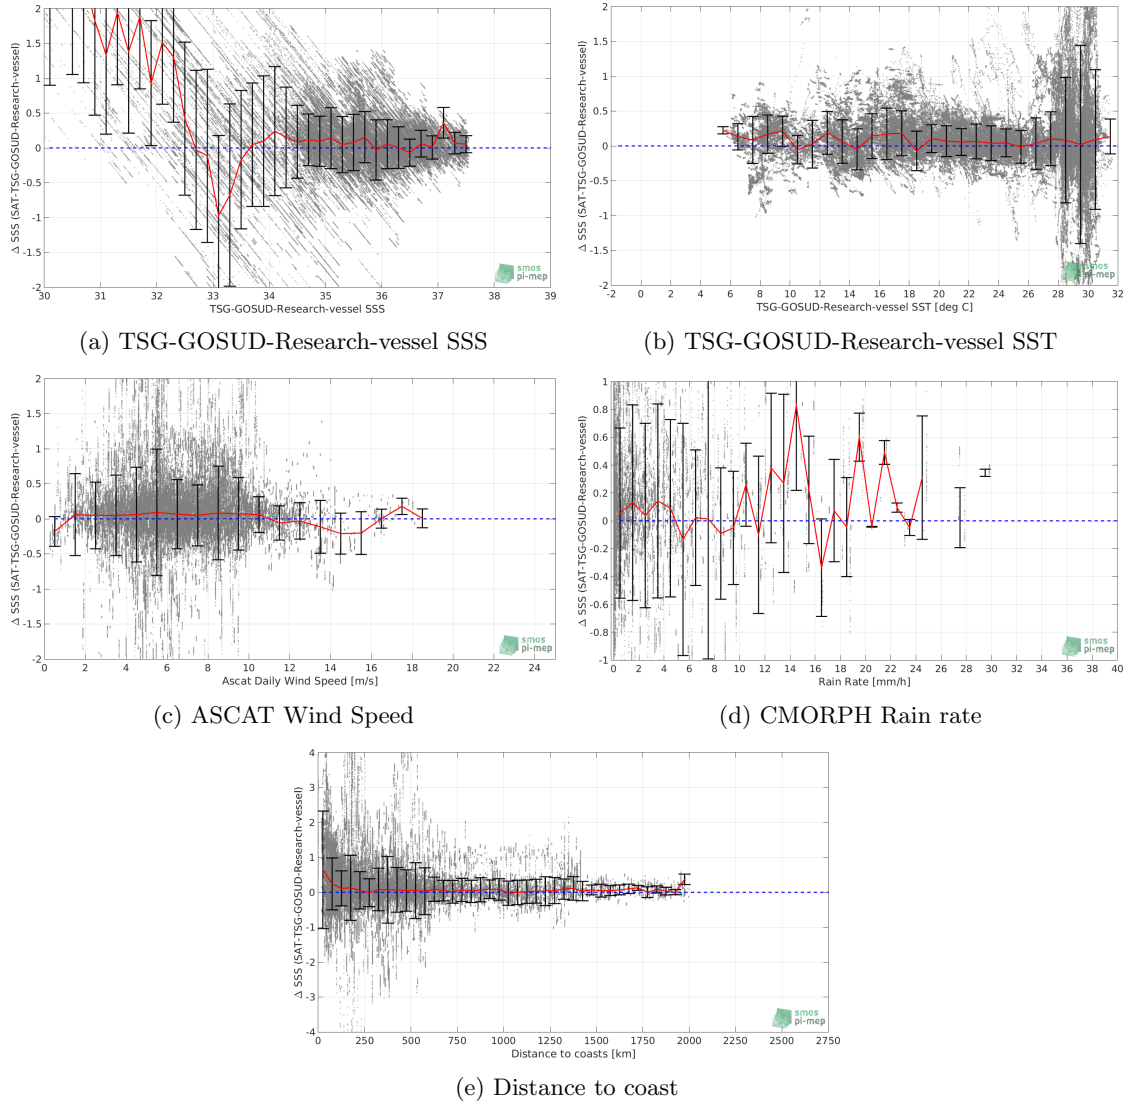 2
1.5
1
0.5
0
-0.5
-1
-1.5
-2
Δ SSS (SAT-TSG-GOSUD-Research-vessel)
30 31 32 33 34 35 36 37 38 39
TSG-GOSUD-Research-vessel SSS
smos
pi-mep
(a) TSG-GOSUD-Research-vessel SSS
2
1.5
1
0.5
0
-0.5
-1
-1.5
-2
Δ SSS (SAT-TSG-GOSUD-Research-vessel)
-2 0 2 4 6 8 10 12 14 16 18 20 22 24 26 28 30 32
TSG-GOSUD-Research-vessel SST [deg C]
smos
pi-mep
(b) TSG-GOSUD-Research-vessel SST
2
1.5
1
0.5
0
-0.5
-1
-1.5
-2
Δ SSS (SAT-TSG-GOSUD-Research-vessel)
0 2 4 6 8 10 12 14 16 18 20 22 24
Ascat Daily Wind Speed [m/s]
smos
pi-mep
(c) ASCAT Wind Speed
1
0.8
0.6
0.4
0.2
0
-0.2
-0.4
-0.6
-0.8
-1
Δ SSS (SAT-TSG-GOSUD-Research-vessel)
0 2 4 6 8 10 12 14 16 18 20 22 24 26 28 30 32 34 36 38 40
Rain Rate [mm/h]
smos
pi-mep
(d) CMORPH Rain rate
4
3
2
1
0
-1
-2
-3
-4
Δ SSS (SAT-TSG-GOSUD-Research-vessel)
0 250 500 750 1000 1250 1500 1750 2000 2250 2500 2750
Distance to coasts [km]
smos
pi-mep
(e) Distance to coast